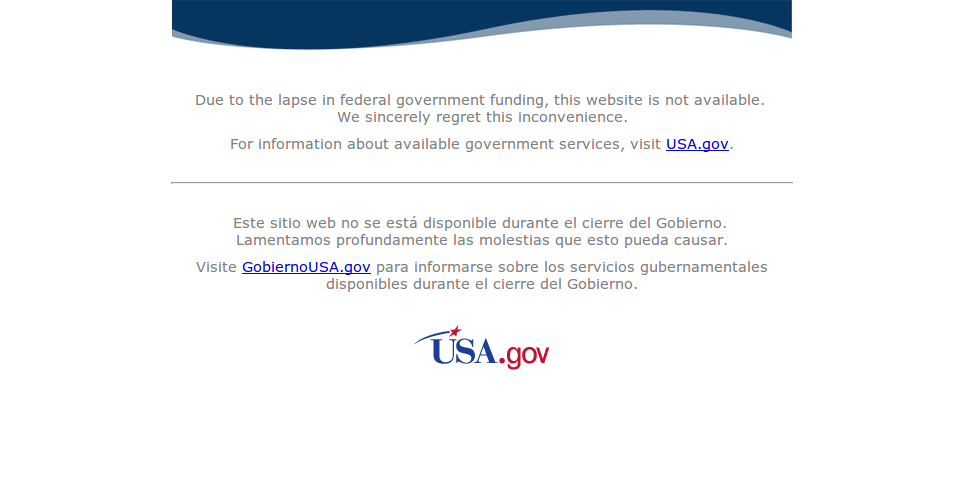 Due to the lapse in federal government funding, this website is not available.
We sincerely regret this inconvenience.
For information about available government services, visit USA.gov.
Este sitio web no se está disponible durante el cierre del Gobierno.
Lamentamos profundamente las molestias que esto pueda causar.
Visite GobiernoUSA.gov para informarse sobre los servicios gubernamentales
disponibles durante el cierre del Gobierno.
USA.gov